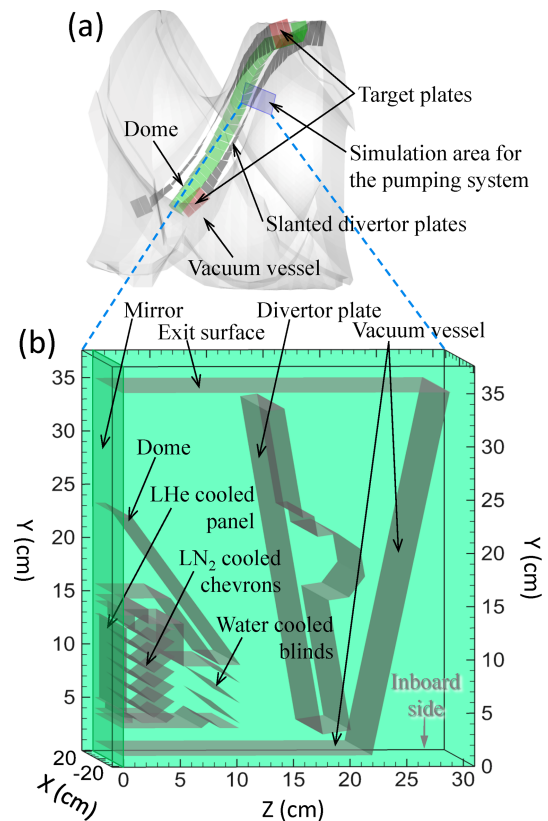 (a)
Target plates
Dome
Simulation area for
the pumping system
Slanted divertor plates
Vacuum vessel
(b)
Mirror
Divertor plate
Exit surface
Vacuum vessel
35
35
30
30
Dome
25
25
LHe cooled
panel
20
20
LN2 cooled
chevrons
15
15
Water cooled
blinds
10
10
5
5
Inboard
side
Y (cm)
Y (cm)
20
-20
0
X (cm)
0
5
10
15
20
25
30
Z (cm)